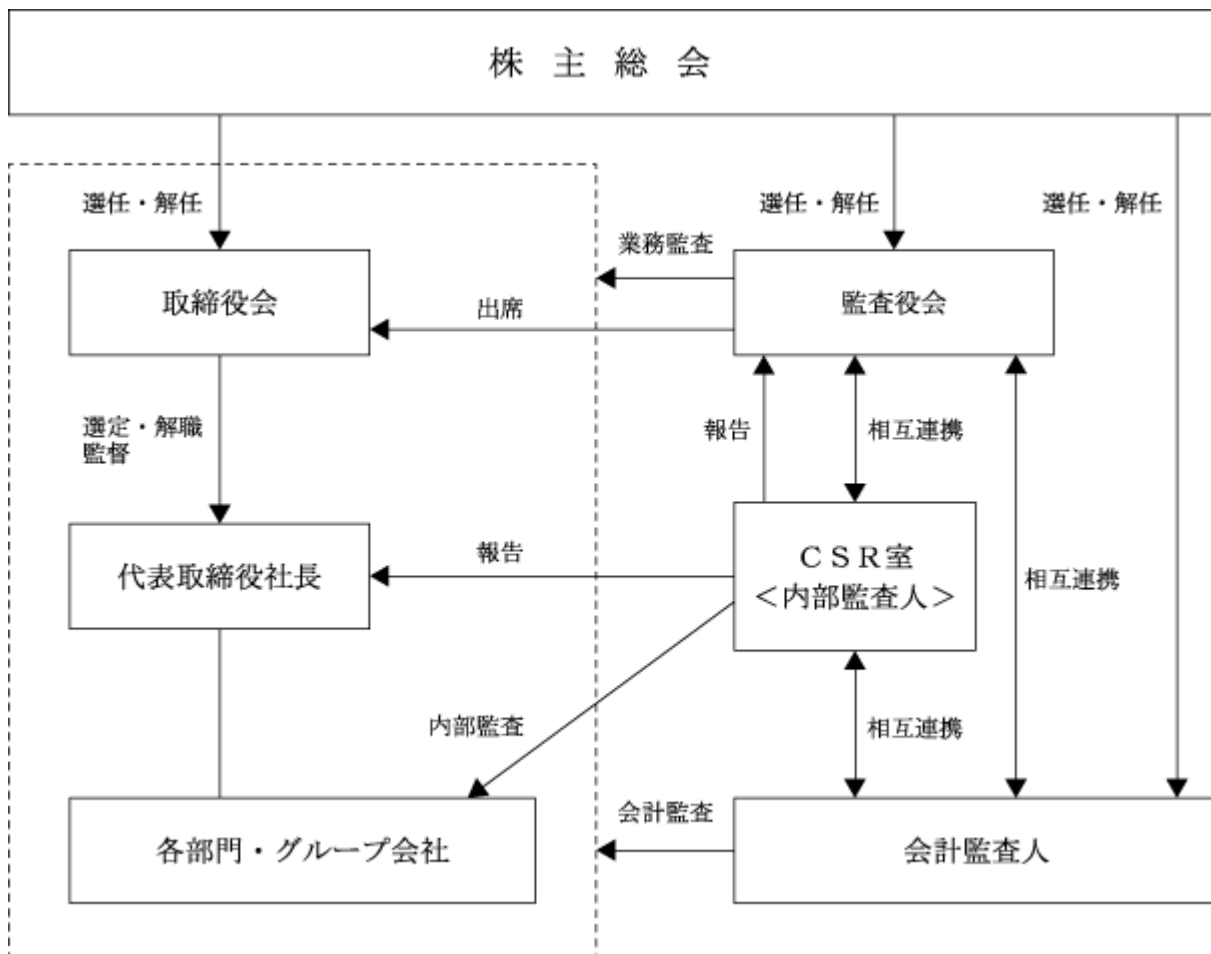 株主総会
選任・解任
選任・解任
選任・解任
業務監査
取締役会
出席
監査役会
選定・解職
監督
報告
相互連携
代表取締役社長
報告
CSR室
＜内部監査人＞
相互連携
内部監査
相互連携
各部門・グループ会社
会計監査
会計監査人